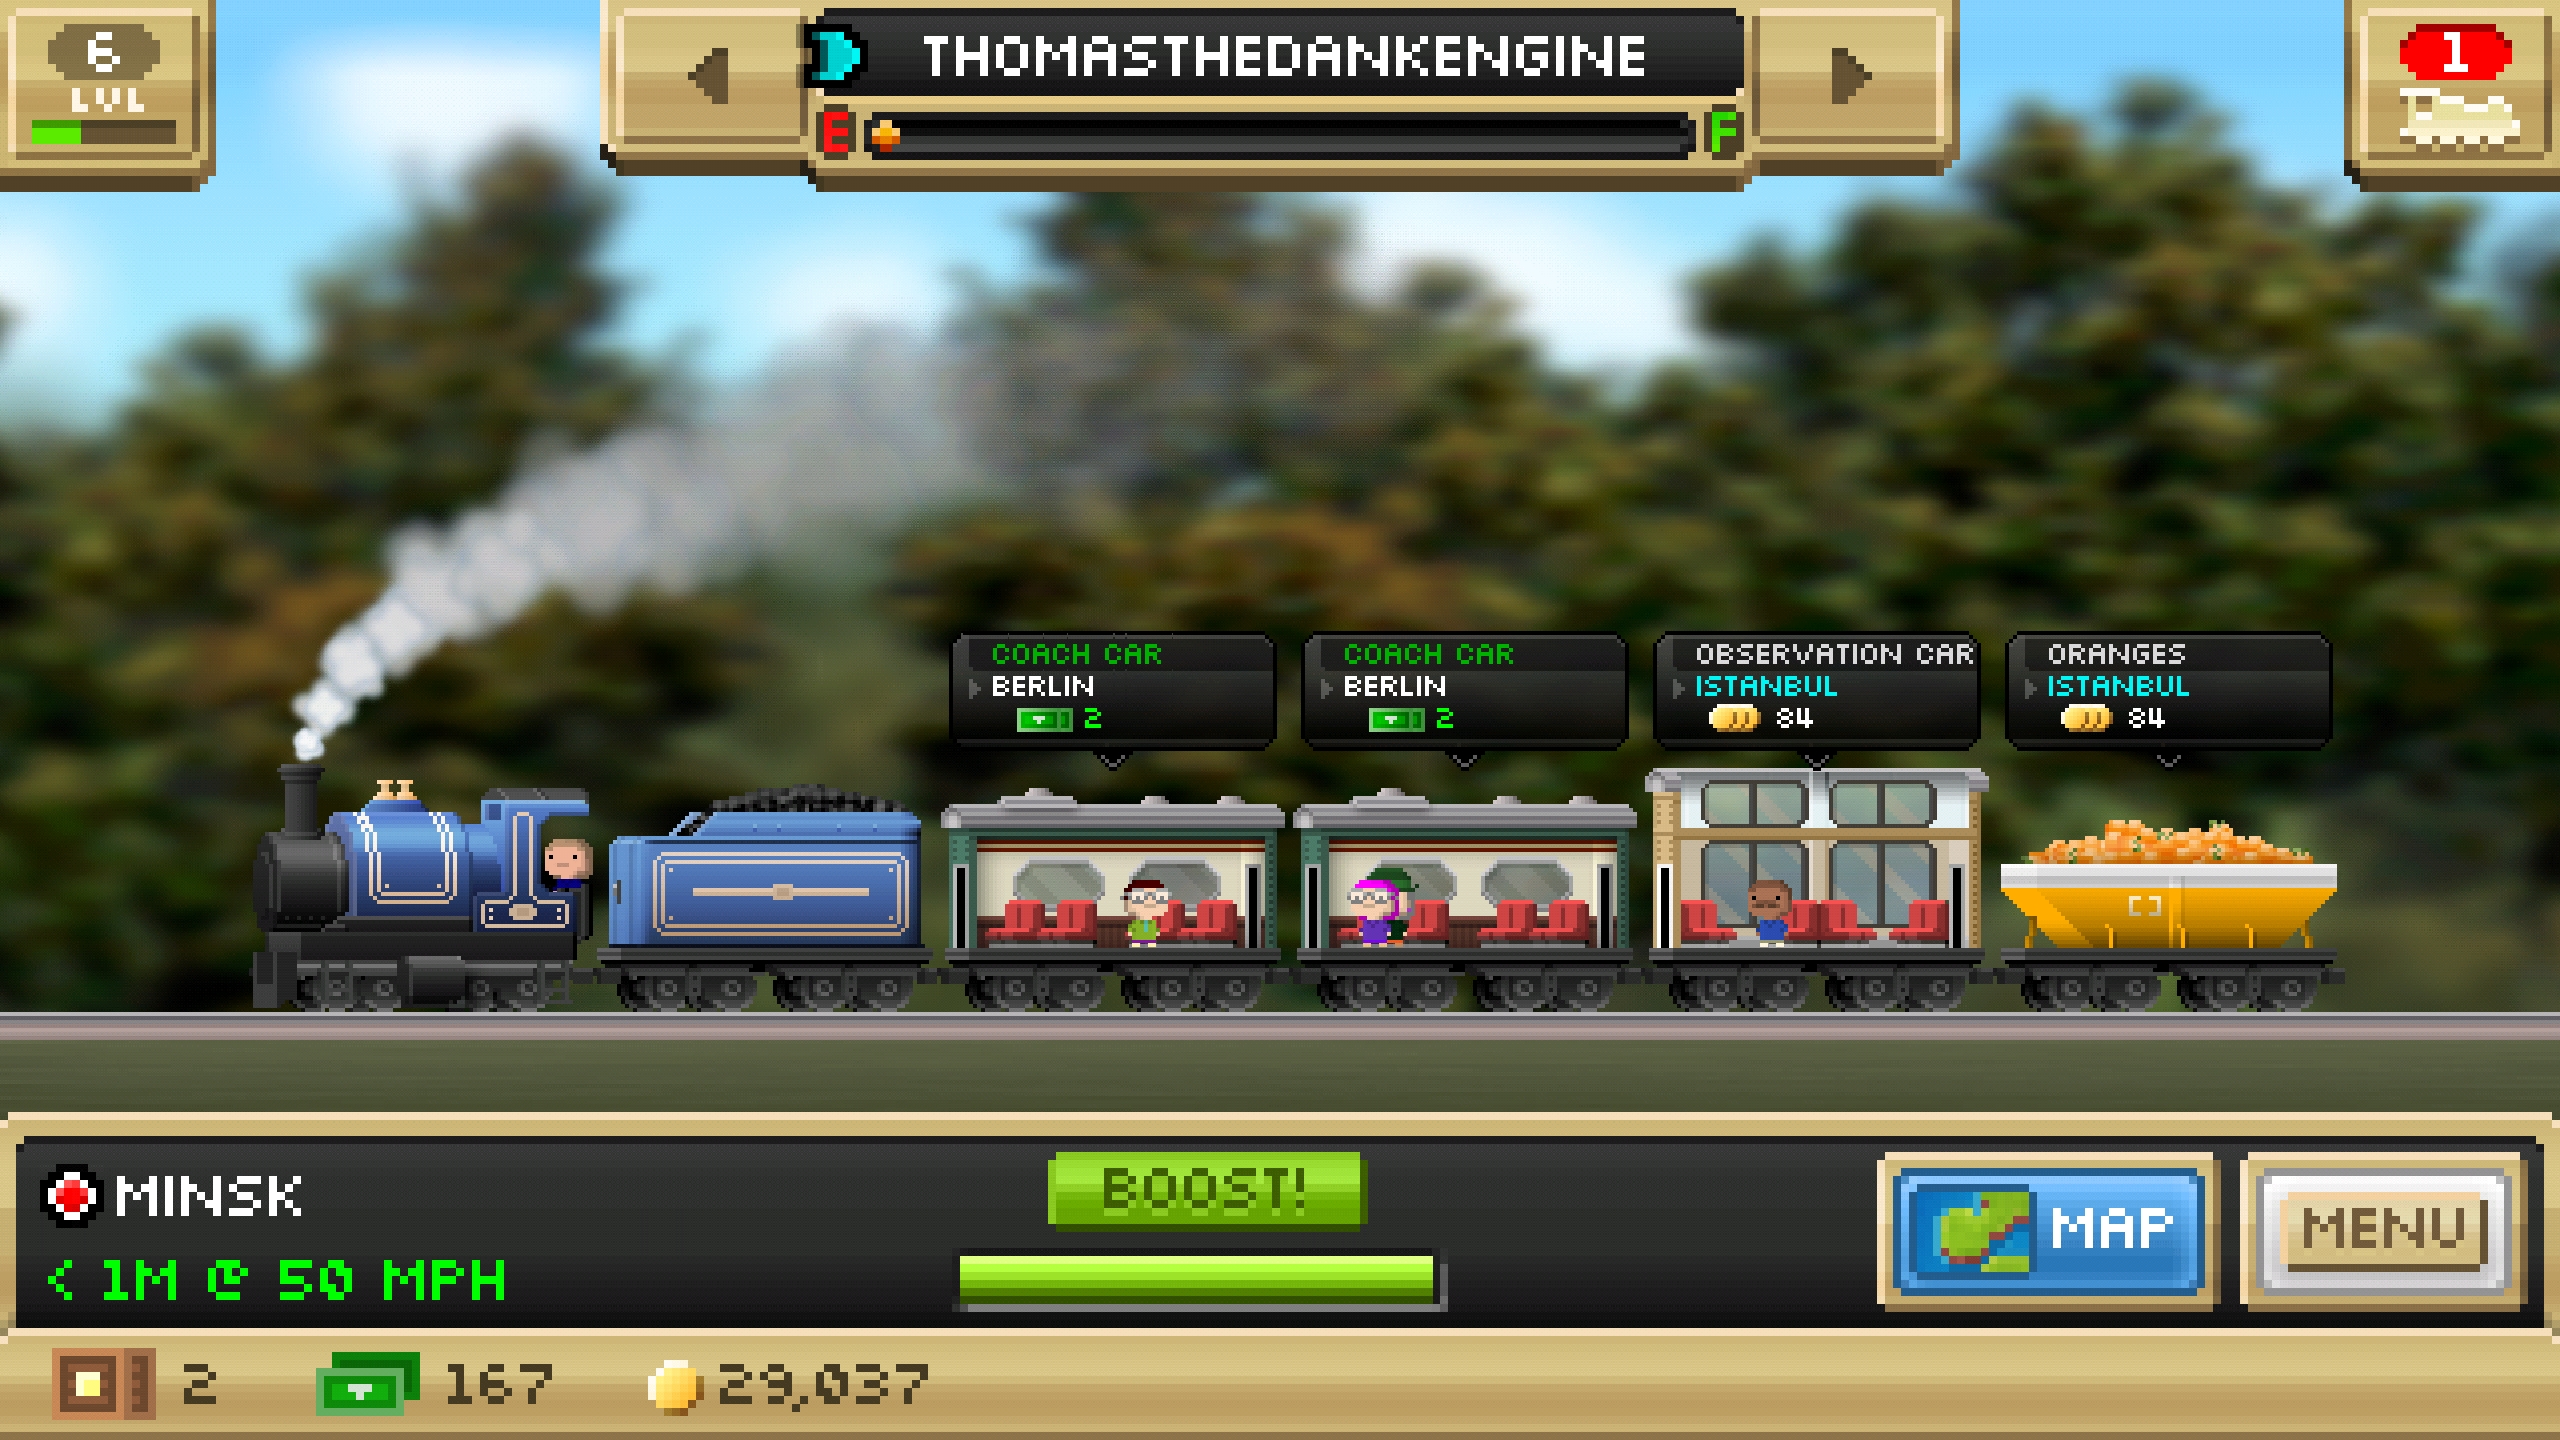 6
LVL
THOMASTHEDANKENGINE
E
F
1
COACH CAR
BERLIN
2
COACH CAR
BERLIN
2
OBSERVATION CAR
ISTANBUL
84
ORANGES
ISTANBUL
84
MINSK
< 1M @ 50 MPH
BOOST!
MAP
MENU
2
167
29,037